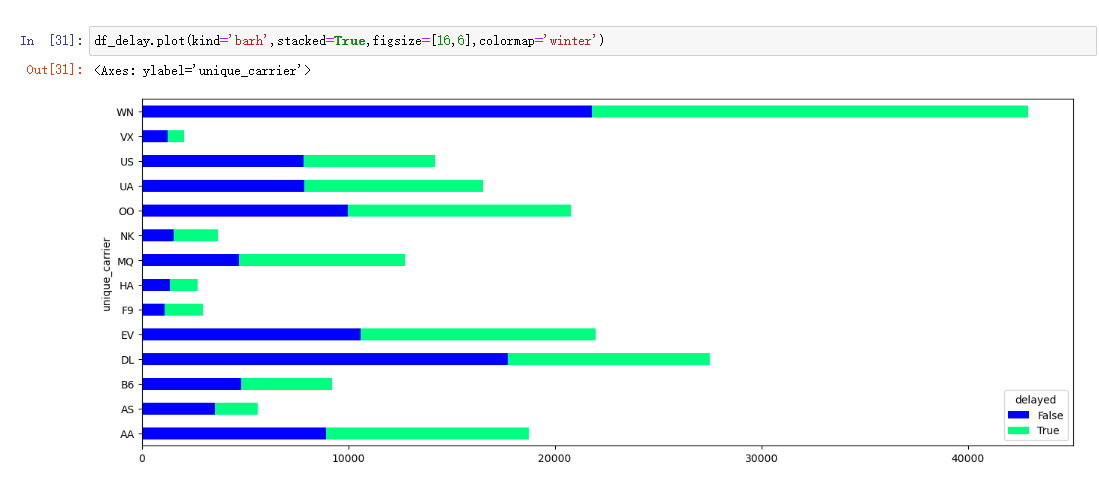 In [31]: df_delay.plot(kind='barh',stacked=True,figsize=[16,6],colormap='winter')
Out[31]: <Axes: ylabel='unique_carrier'>
WN
VX
US
UA
OO
NK
unique_carrier
MQ
HA
F9
EV
DL
B6
AS
AA
delayed
False
True
0 10000 20000 30000 40000